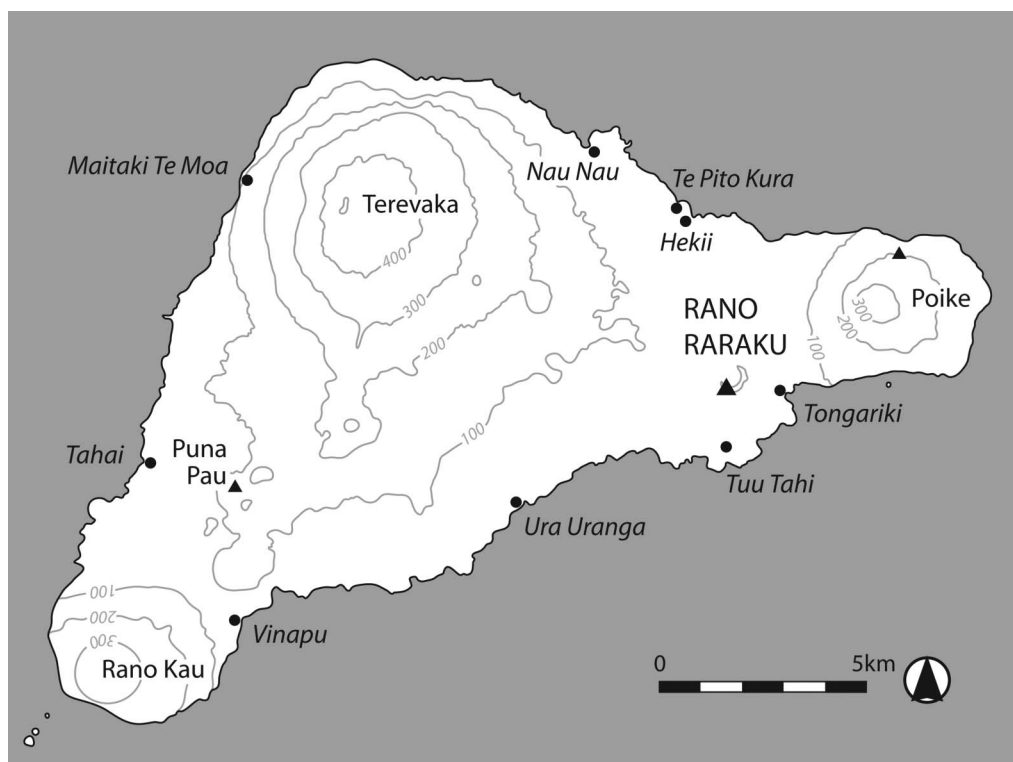 Maitaki Te Moa
Terevaka
400
300
200
100
Nau Nau
Te Pito Kura
Hekii
RANO
RARAKU
Poike
300
200
100
Tongariki
Tuu Tahi
Ura Uranga
Tahai
Puna
Pau
100
200
300
Rano Kau
Vinapu
0
5km